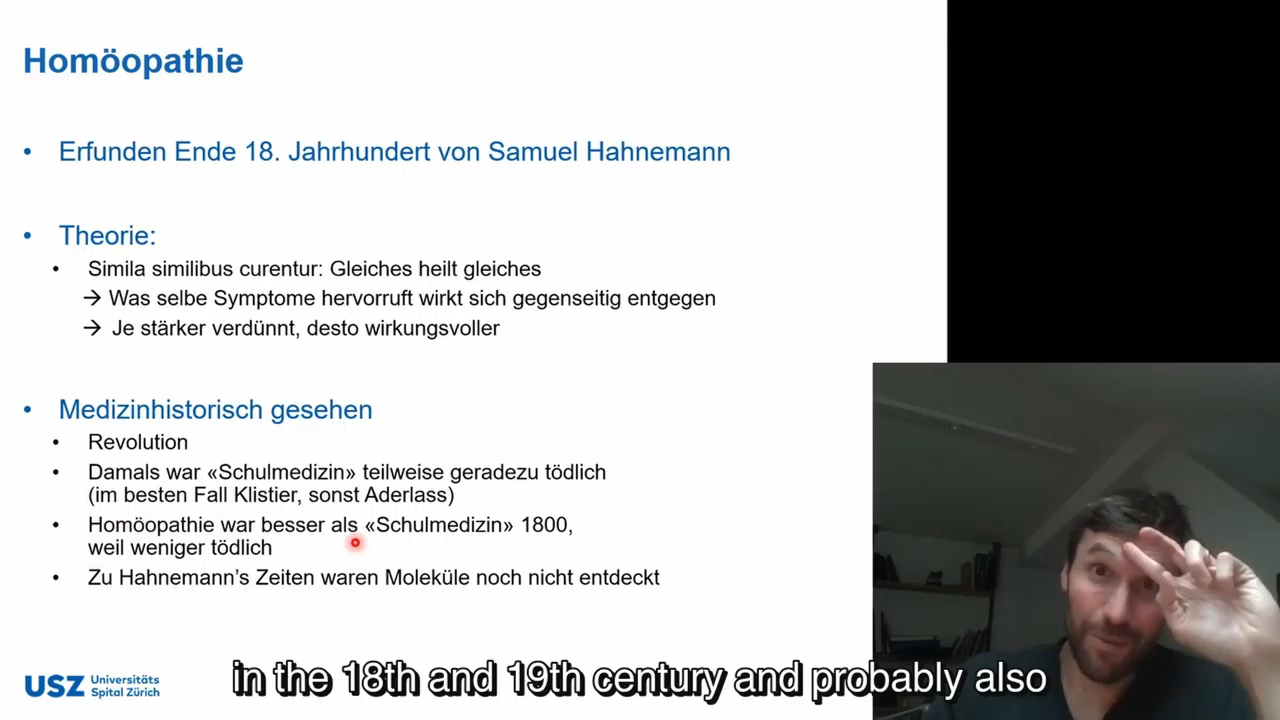 Homöopathie
• Erfunden Ende 18. Jahrhundert von Samuel Hahnemann
• Theorie:
• Simila similibus curentur: Gleiches heilt gleiches
→ Was selbe Symptome hervorruft wirkt sich gegenseitig entgegen
→ Je stärker verdünnt, desto wirkungsvoller
• Medizinhistorisch gesehen
• Revolution
• Damals war «Schulmedizin» teilweise geradezu tödlich
(im besten Fall Klistier, sonst Aderlass)
• Homöopathie war besser als «Schulmedizin» 1800,
weil weniger tödlich
• Zu Hahnemann’s Zeiten waren Moleküle noch nicht entdeckt
USZ Universitäts
Spital Zürich
in the 18th and 19th century and probably also